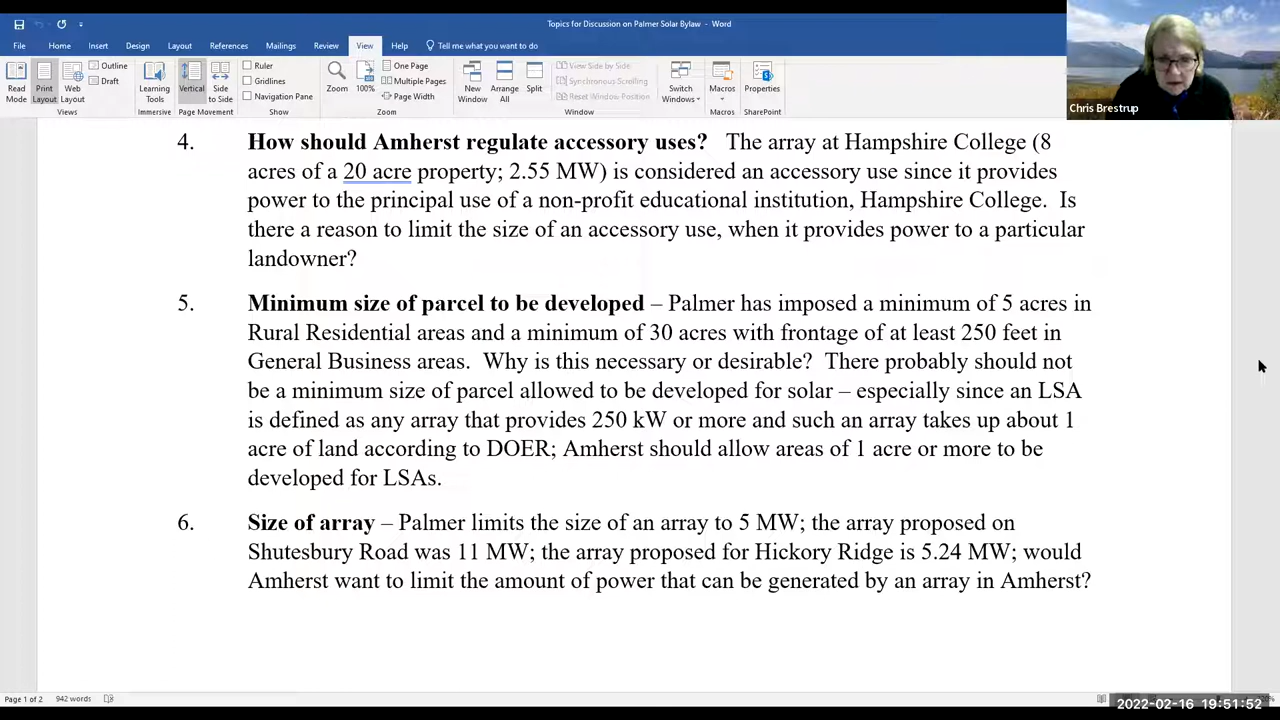 Topics for Discussion on Palmer Solar Bylaw - Word
File Home Insert Design Layout References Mailings Review View Help Tell me what you want to do
Read Mode
Print Layout
Web Layout
Outline
Draft
Views
Learning Tools
Immersive
Vertical
Side to Side
Page Movement
Ruler
Gridlines
Navigation Pane
Show
Zoom
100%
One Page
Multiple Pages
Page Width
Zoom
New Window
Arrange All
Split
View Side by Side
Synchronous Scrolling
Reset Window Position
Window
Switch Windows
Macros
Macros
Properties
SharePoint
Chris Brestrup
4. How should Amherst regulate accessory uses? The array at Hampshire College (8
acres of a 20 acre property; 2.55 MW) is considered an accessory use since it provides
power to the principal use of a non-profit educational institution, Hampshire College. Is
there a reason to limit the size of an accessory use, when it provides power to a particular
landowner?
5. Minimum size of parcel to be developed – Palmer has imposed a minimum of 5 acres in
Rural Residential areas and a minimum of 30 acres with frontage of at least 250 feet in
General Business areas. Why is this necessary or desirable? There probably should not
be a minimum size of parcel allowed to be developed for solar – especially since an LSA
is defined as any array that provides 250 kW or more and such an array takes up about 1
acre of land according to DOER; Amherst should allow areas of 1 acre or more to be
developed for LSAs.
6. Size of array – Palmer limits the size of an array to 5 MW; the array proposed on
Shutesbury Road was 11 MW; the array proposed for Hickory Ridge is 5.24 MW; would
Amherst want to limit the amount of power that can be generated by an array in Amherst?
Page 1 of 2 942 words
2022-02-16 19:51:52